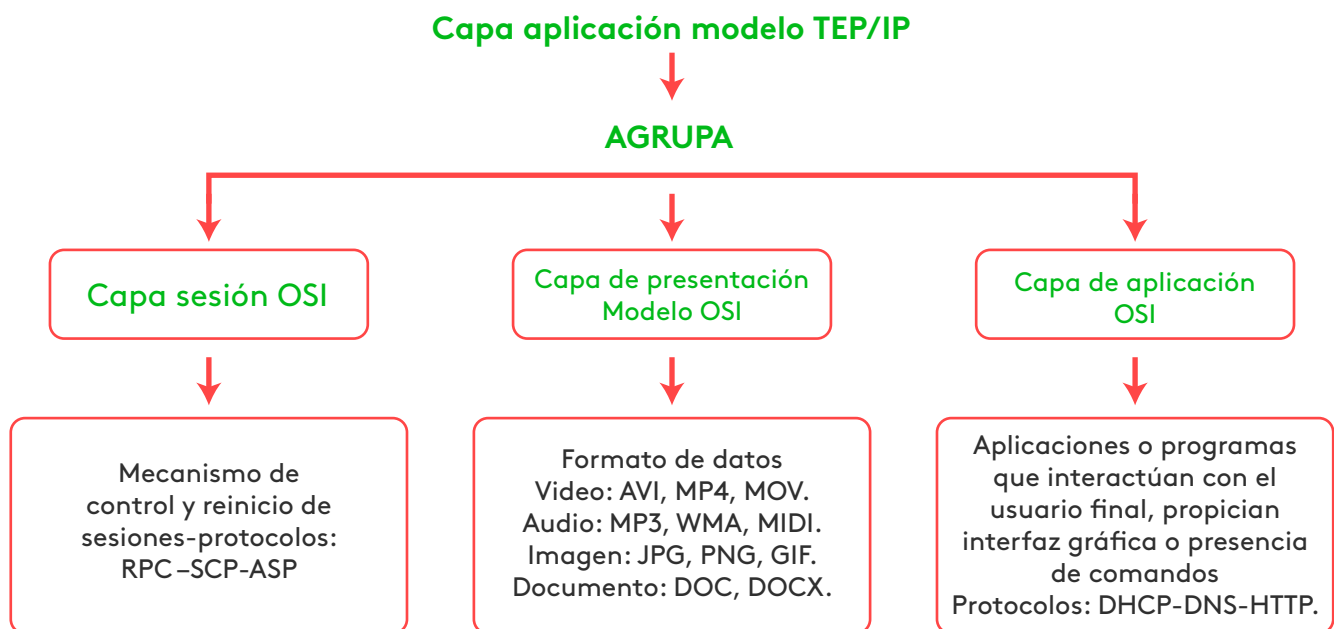 Capa aplicación modelo TEP/IP
AGRUPA
Capa sesión OSI
Capa de presentación
Modelo OSI
Capa de aplicación
OSI
Mecanismo de
control y reinicio de
sesiones-protocolos:
RPC–SCP-ASP
Formato de datos
Video: AVI, MP4, MOV.
Audio: MP3, WMA, MIDI.
Imagen: JPG, PNG, GIF.
Documento: DOC, DOCX.
Aplicaciones o programas
que interactúan con el
usuario final, propician
interfaz gráfica o presencia
de comandos
Protocolos: DHCP-DNS-HTTP.